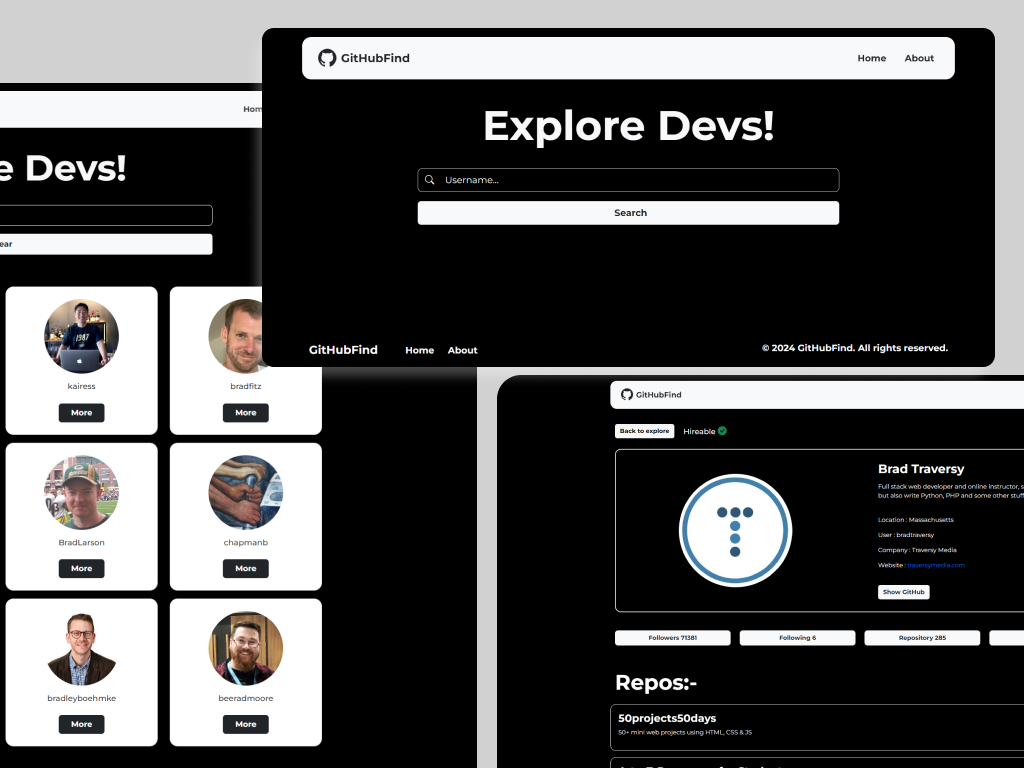 GitHubFind
Home
About
Explore Devs!
Username...
Search
GitHubFind
Home
About
© 2024 GitHubFind. All rights reserved.
Devs!
1987
kairess
More
bradfitz
More
BradLarson
More
chapmanb
More
bradleyboehmke
More
beeradmoore
More
GitHubFind
Back to explore
Hireable
Brad Traversy
Full stack web developer and online instructor,
but also write Python, PHP and some other stuff
Location : Massachusetts
User : bradtraversy
Company : Traversy Media
Website : traversymedia.com
Show GitHub
Followers 71381
Following 6
Repository 285
Repos:-
50projects50days
50+ mini web projects using HTML, CSS & JS